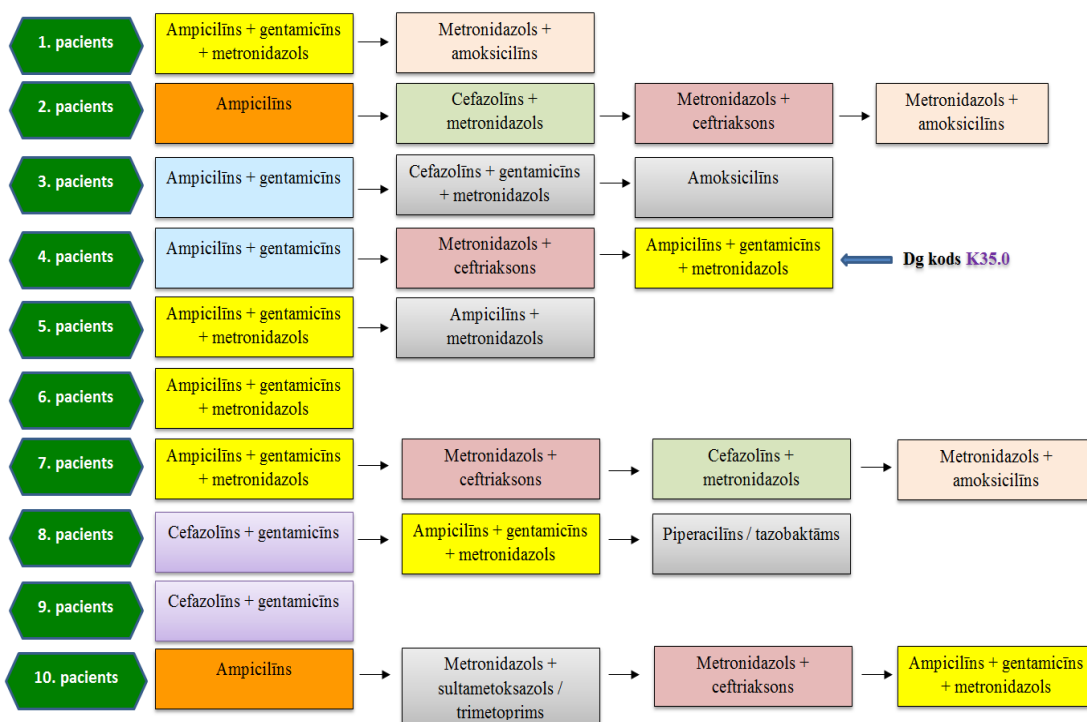 1. pacients
Ampicilīns + gentamicīns
+ metronidazols
Metronidazols +
amoksicilīns
2. pacients
Ampicilīns
Cefazolīns +
metronidazols
Metronidazols +
ceftriaksons
Metronidazols +
amoksicilīns
3. pacients
Ampicilīns + gentamicīns
Cefazolīns + gentamicīns
+ metronidazols
Amoksicilīns
4. pacients
Ampicilīns + gentamicīns
Metronidazols +
ceftriaksons
Ampicilīns + gentamicīns
+ metronidazols
Dg kods K35.0
5. pacients
Ampicilīns + gentamicīns
+ metronidazols
Ampicilīns +
metronidazols
6. pacients
Ampicilīns + gentamicīns
+ metronidazols
7. pacients
Ampicilīns + gentamicīns
+ metronidazols
Metronidazols +
ceftriaksons
Cefazolīns +
metronidazols
Metronidazols +
amoksicilīns
8. pacients
Cefazolīns + gentamicīns
Ampicilīns + gentamicīns
+ metronidazols
Piperacilīns / tazobaktāms
9. pacients
Cefazolīns + gentamicīns
10. pacients
Ampicilīns
Metronidazols +
sultametoksazols /
trimetoprims
Metronidazols +
ceftriaksons
Ampicilīns + gentamicīns
+ metronidazols